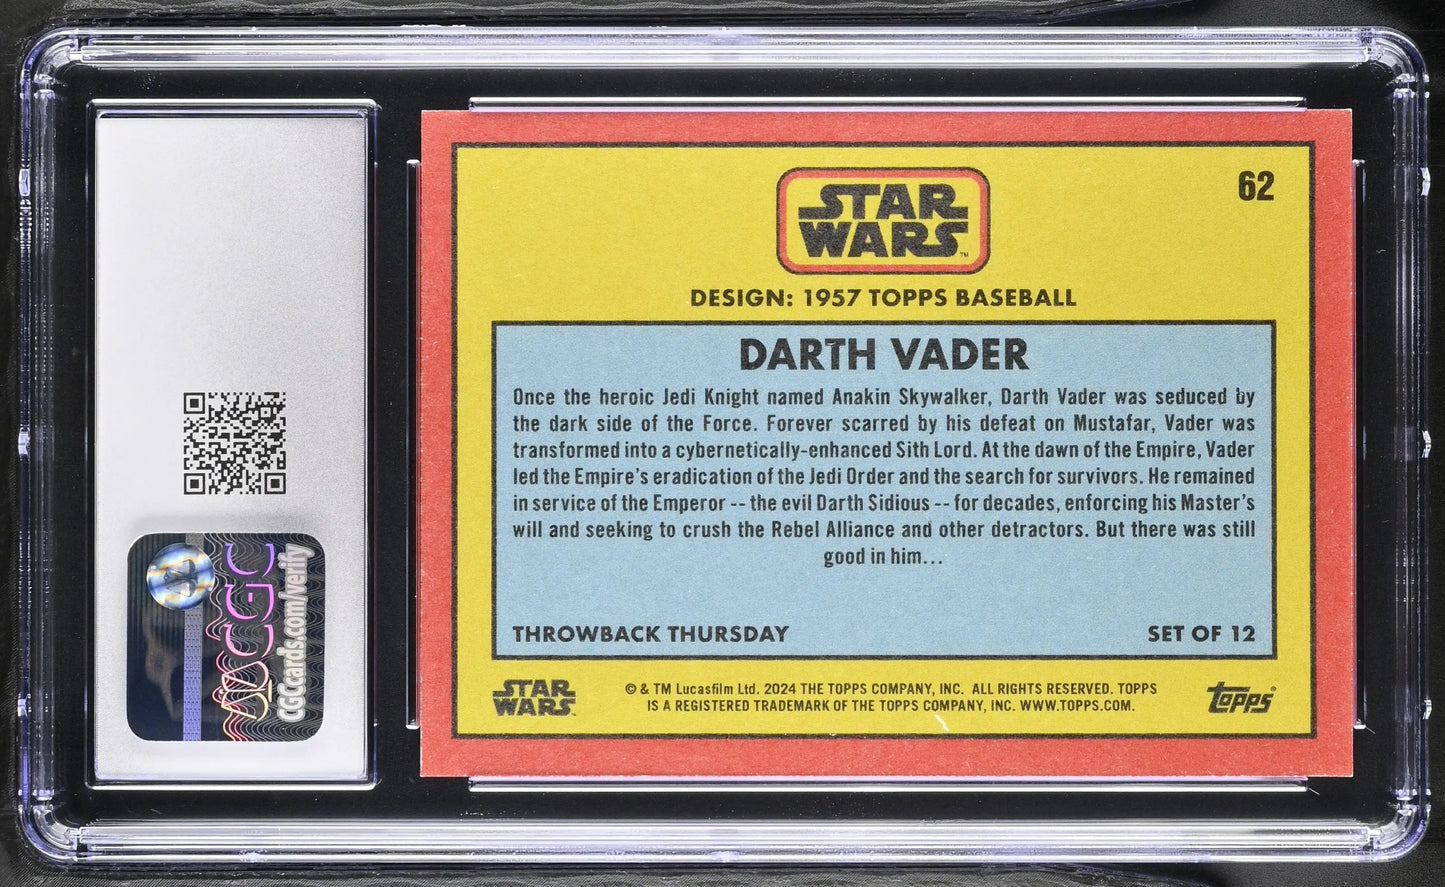 62
STAR
WARS™
DESIGN: 1957 TOPPS BASEBALL
DARTH VADER
Once the heroic Jedi Knight named Anakin Skywalker, Darth Vader was seduced by
the dark side of the Force. Forever scarred by his defeat on Mustafar, Vader was
transformed into a cybernetically-enhanced Sith Lord. At the dawn of the Empire, Vader
led the Empire's eradication of the Jedi Order and the search for survivors. He remained
in service of the Emperor -- the evil Darth Sidious -- for decades, enforcing his Master's
will and seeking to crush the Rebel Alliance and other detractors. But there was still
good in him...
THROWBACK THURSDAY
SET OF 12
STAR
WARS
© & TM Lucasfilm Ltd. 2024 THE TOPPS COMPANY, INC. ALL RIGHTS RESERVED. TOPPS
IS A REGISTERED TRADEMARK OF THE TOPPS COMPANY, INC. WWW.TOPPS.COM.
topps®
CGC
CGCcards.com/verify